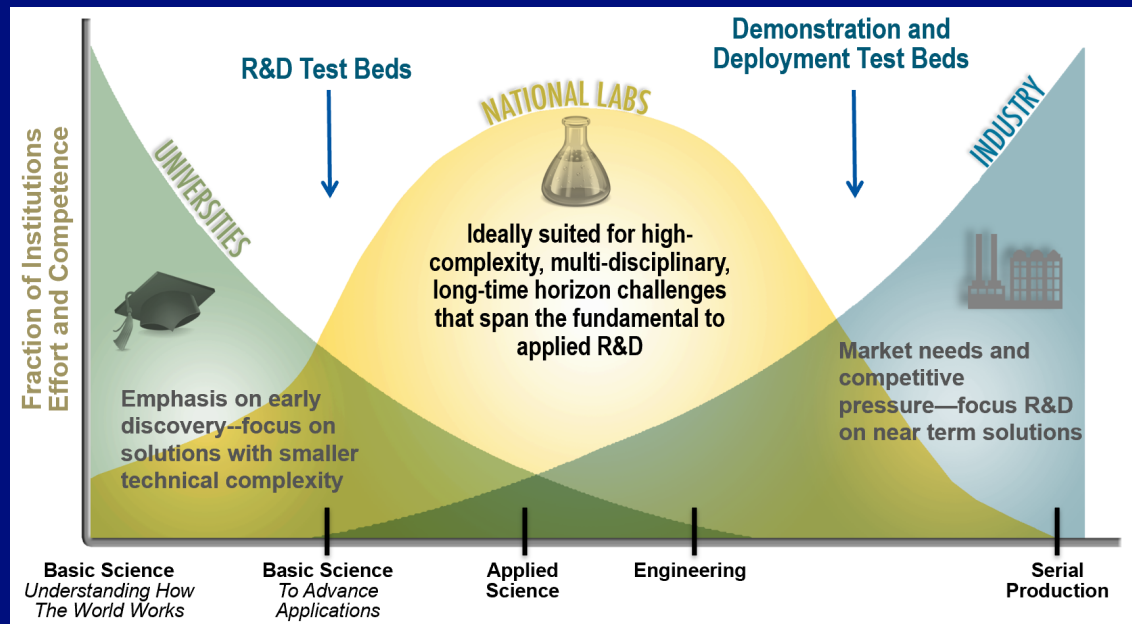 R&D Test Beds
Demonstration and
Deployment Test Beds
NATIONAL LABS
UNIVERSITIES
INDUSTRY
Fraction of Institutions
Effort and Competence
Ideally suited for high-
complexity, multi-disciplinary,
long-time horizon challenges
that span the fundamental to
applied R&D
Emphasis on early
discovery--focus on
solutions with smaller
technical complexity
Market needs and
competitive
pressure—focus R&D
on near term solutions
Basic Science
Understanding How
The World Works
Basic Science
To Advance
Applications
Applied
Science
Engineering
Serial
Production